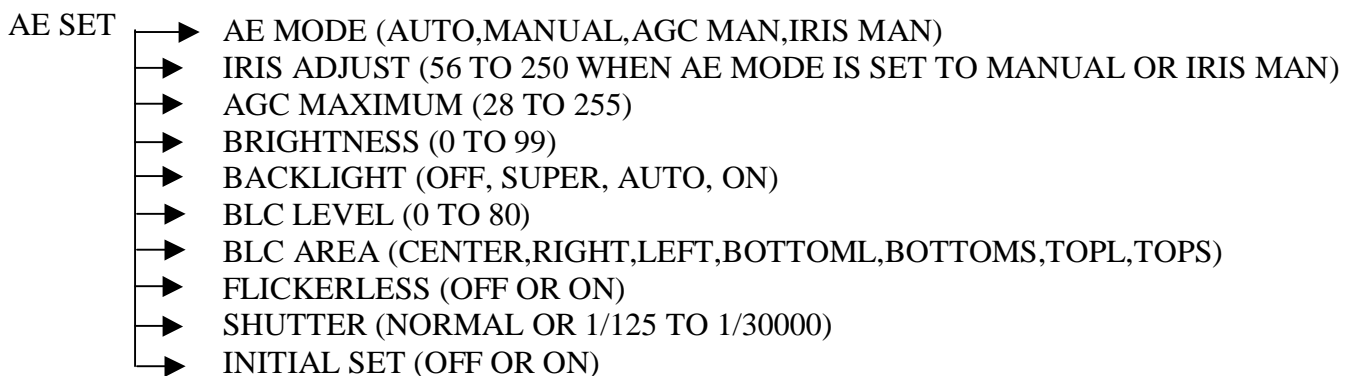 AE SET
AE MODE (AUTO,MANUAL,AGC MAN,IRIS MAN)
IRIS ADJUST (56 TO 250 WHEN AE MODE IS SET TO MANUAL OR IRIS MAN)
AGC MAXIMUM (28 TO 255)
BRIGHTNESS (0 TO 99)
BACKLIGHT (OFF, SUPER, AUTO, ON)
BLC LEVEL (0 TO 80)
BLC AREA (CENTER,RIGHT,LEFT,BOTTOML,BOTTOMS,TOPL,TOPS)
FLICKERLESS (OFF OR ON)
SHUTTER (NORMAL OR 1/125 TO 1/30000)
INITIAL SET (OFF OR ON)